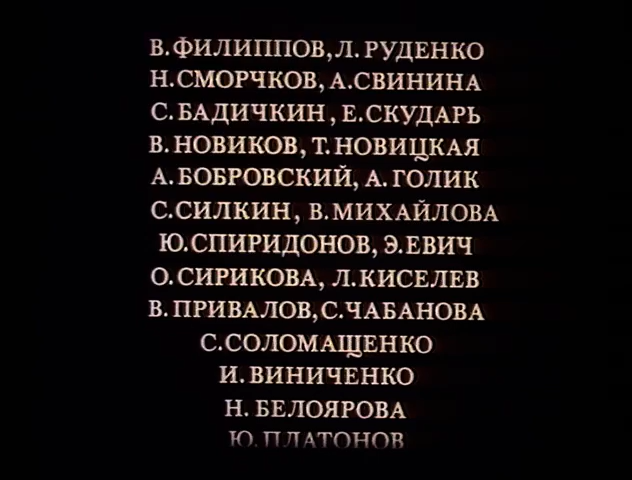 В.ФИЛИППОВ, Л.РУДЕНКО
Н.СМОРЧКОВ, А.СВИНИНА
С.БАДИЧКИН, Е.СКУДАРЬ
В.НОВИКОВ, Т.НОВИЦКАЯ
А.БОБРОВСКИЙ, А.ГОЛИК
С.СИЛКИН, В.МИХАЙЛОВА
Ю.СПИРИДОНОВ, Э.ЕВИЧ
О.СИРИКОВА, Л.КИСЕЛЕВ
В.ПРИВАЛОВ, С.ЧАБАНОВА
С.СОЛОМАЩЕНКО
И.ВИНИЧЕНКО
Н.БЕЛОЯРОВА
Ю.ПЛАТОНОВ